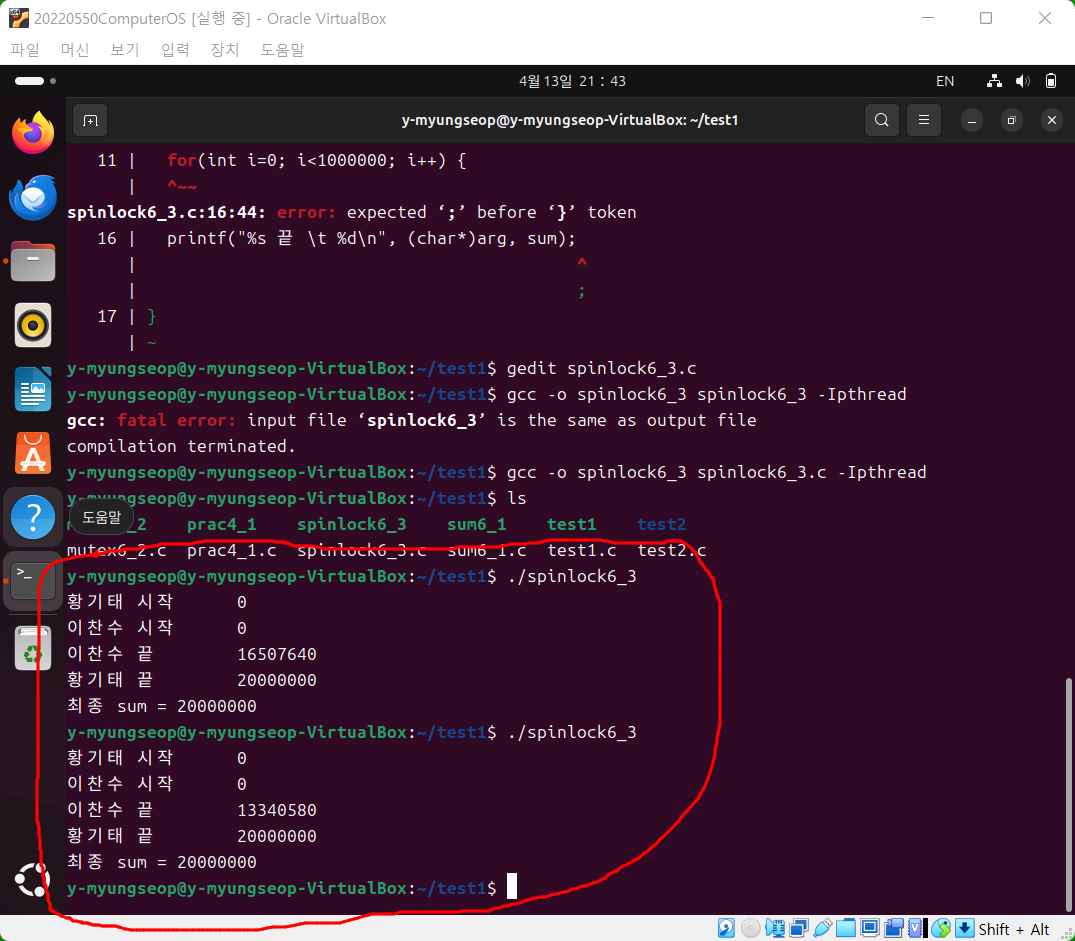 20220550ComputerOS [실행 중] - Oracle VirtualBox
파일 머신 보기 입력 장치 도움말
4월 13일 21 : 43 EN
y-myungseop@y-myungseop-VirtualBox: ~/test1
11 | for(int i=0; i<1000000; i++) {
| ^~~
spinlock6_3.c:16:44: error: expected ‘;’ before ‘}’ token
16 | printf("%s 끝 \t %d\n", (char*)arg, sum);
| ^
| ;
17 | }
| ~
y-myungseop@y-myungseop-VirtualBox:~/test1$ gedit spinlock6_3.c
y-myungseop@y-myungseop-VirtualBox:~/test1$ gcc -o spinlock6_3 spinlock6_3 -Ipthread
gcc: fatal error: input file ‘spinlock6_3’ is the same as output file
compilation terminated.
y-myungseop@y-myungseop-VirtualBox:~/test1$ gcc -o spinlock6_3 spinlock6_3.c -Ipthread
y-myungseop@y-myungseop-VirtualBox:~/test1$ ls
도움말
_2 prac4_1 spinlock6_3 sum6_1 test1 test2
mutex6_2.c prac4_1.c spinlock6_3.c sum6_1.c test1.c test2.c
y-myungseop@y-myungseop-VirtualBox:~/test1$ ./spinlock6_3
황기태 시작 0
이찬수 시작 0
이찬수 끝 16507640
황기태 끝 20000000
최종 sum = 20000000
y-myungseop@y-myungseop-VirtualBox:~/test1$ ./spinlock6_3
황기태 시작 0
이찬수 시작 0
이찬수 끝 13340580
황기태 끝 20000000
최종 sum = 20000000
y-myungseop@y-myungseop-VirtualBox:~/test1$
Shift + Alt